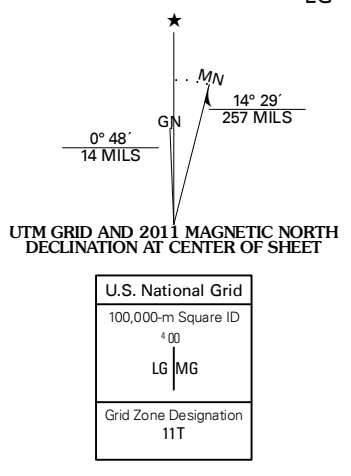 ★
MN
GN
14° 29´
257 MILS
0° 48´
14 MILS
UTM GRID AND 2011 MAGNETIC NORTH
DECLINATION AT CENTER OF SHEET
U.S. National Grid
100,000-m Square ID
4 00
LG MG
Grid Zone Designation
11T